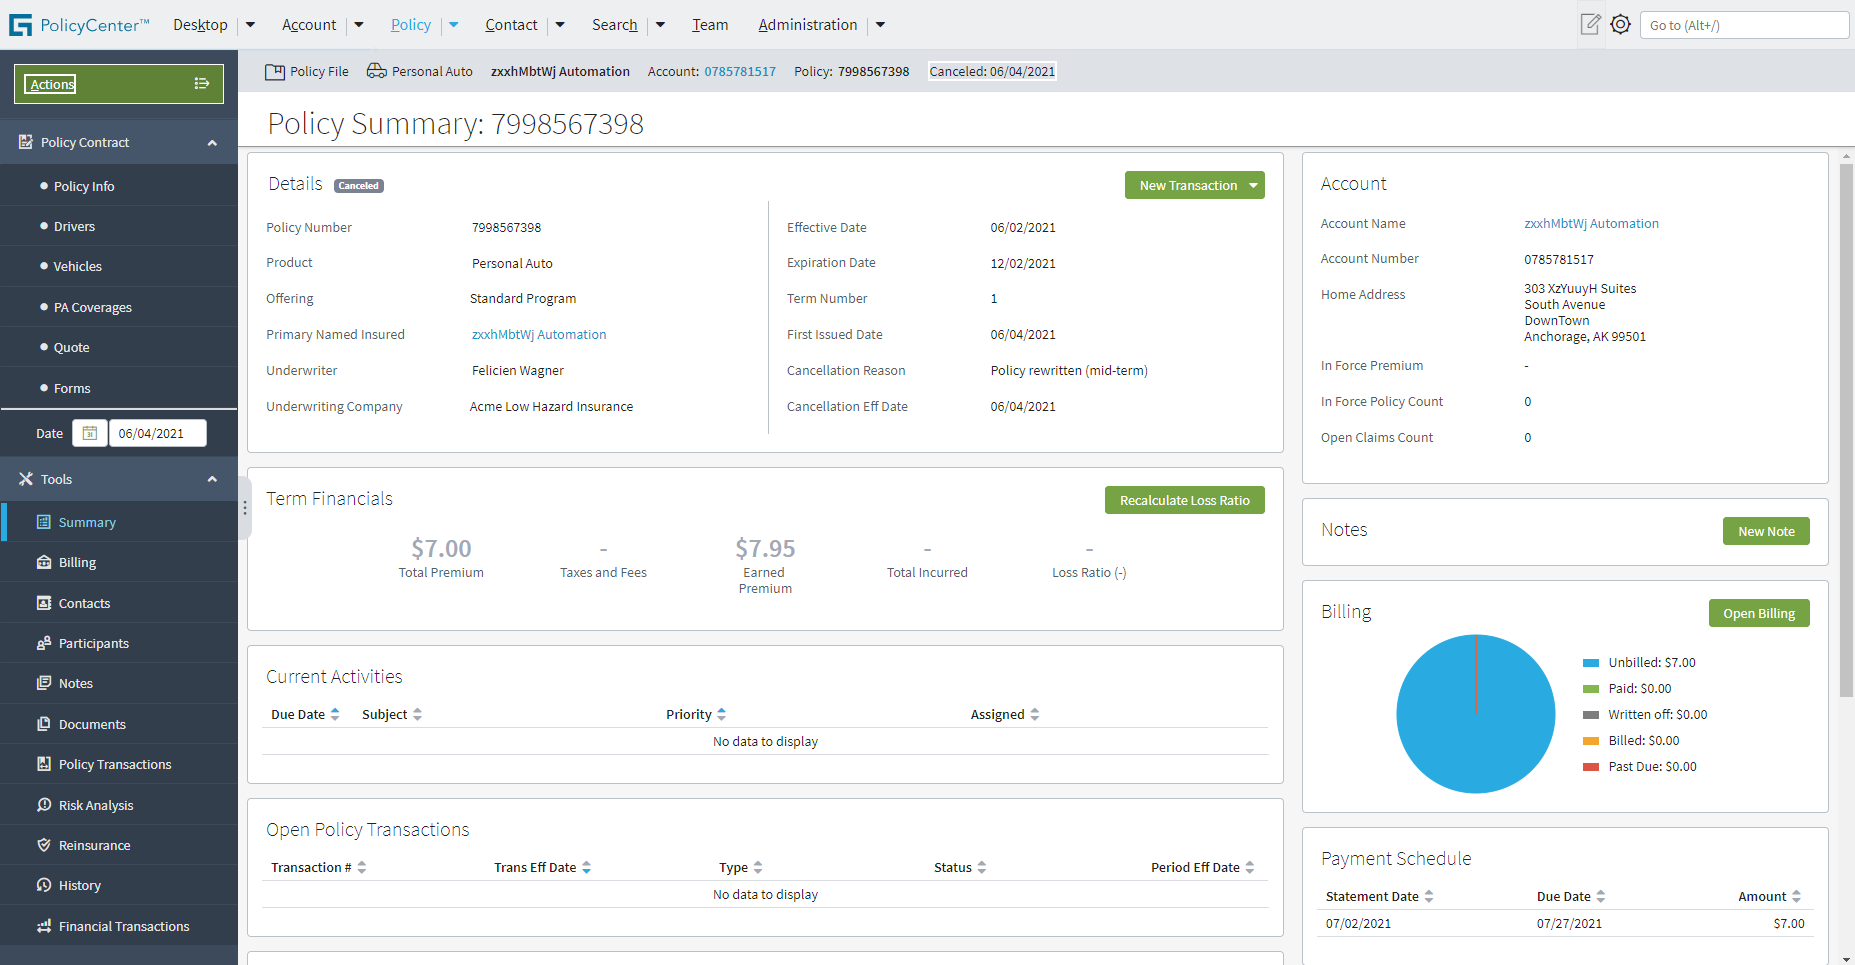 PolicyCenter™ Desktop Account Policy Contact Search Team Administration Go to (Alt+/)
Actions
Policy File Personal Auto zxxhMbtWj Automation Account: 0785781517 Policy: 7998567398 Canceled: 06/04/2021
Policy Summary: 7998567398
Policy Contract
Policy Info
Drivers
Vehicles
PA Coverages
Quote
Forms
Date 31 06/04/2021
Tools
Summary
Billing
Contacts
Participants
Notes
Documents
Policy Transactions
Risk Analysis
Reinsurance
History
Financial Transactions
Details Canceled New Transaction
Policy Number 7998567398
Product Personal Auto
Offering Standard Program
Primary Named Insured zxxhMbtWj Automation
Underwriter Felicien Wagner
Underwriting Company Acme Low Hazard Insurance
Effective Date 06/02/2021
Expiration Date 12/02/2021
Term Number 1
First Issued Date 06/04/2021
Cancellation Reason Policy rewritten (mid-term)
Cancellation Eff Date 06/04/2021
Term Financials Recalculate Loss Ratio
$7.00 - $7.95 - -
Total Premium Taxes and Fees Earned Total Incurred Loss Ratio (-)
Premium
Current Activities
Due Date Subject Priority Assigned
No data to display
Open Policy Transactions
Transaction # Trans Eff Date Type Status Period Eff Date
No data to display
Account
Account Name zxxhMbtWj Automation
Account Number 0785781517
Home Address 303 XzYuuyH Suites
South Avenue
DownTown
Anchorage, AK 99501
In Force Premium -
In Force Policy Count 0
Open Claims Count 0
Notes New Note
Billing Open Billing
Unbilled: $7.00
Paid: $0.00
Written off: $0.00
Billed: $0.00
Past Due: $0.00
Payment Schedule
Statement Date Due Date Amount
07/02/2021 07/27/2021 $7.00